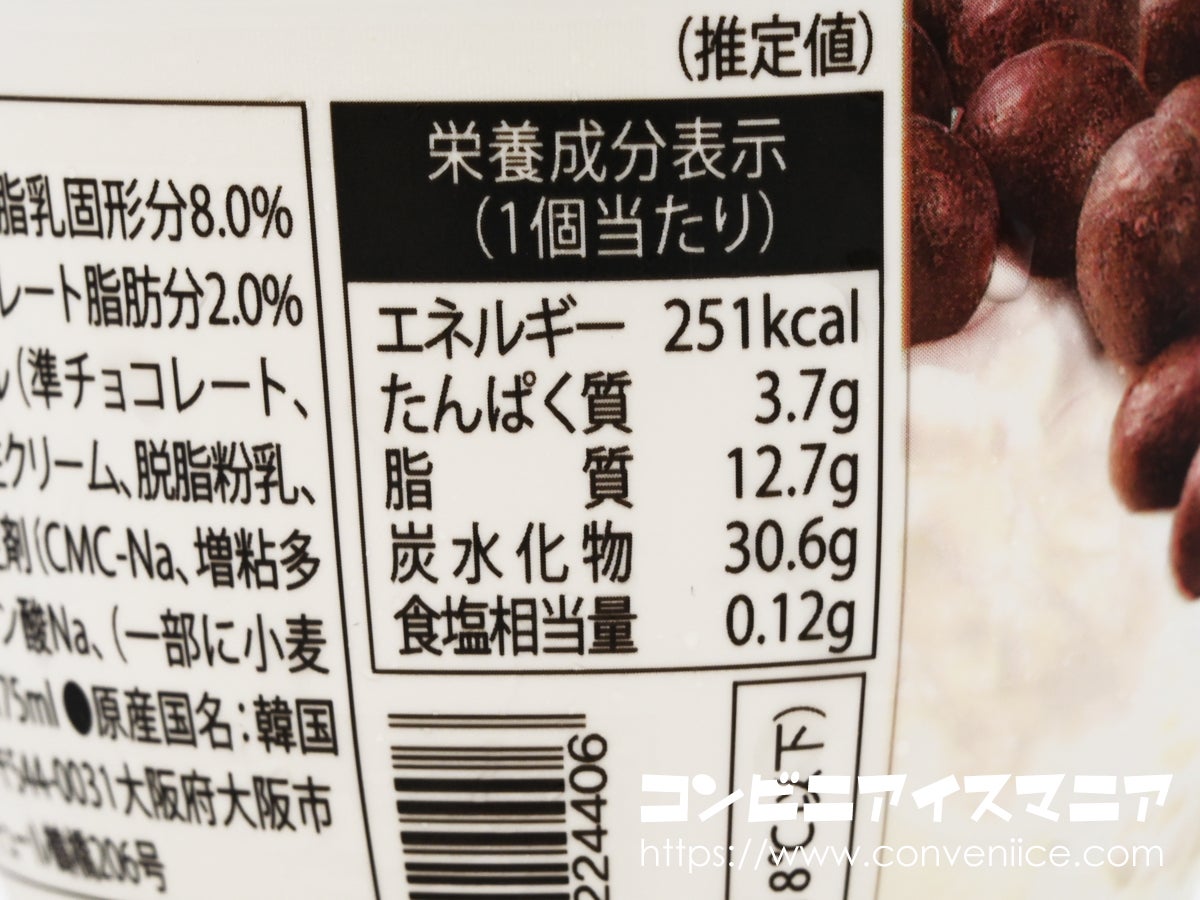 (推定値)
脂乳固形分8.0%
レート脂肪分2.0%
(準チョコレート、
クリーム、脱脂粉乳、
剤(CMC-Na、増粘多
ン酸Na、(一部に小麦
75ml ●原産国名:韓国
544-0031大阪府大阪市
206号
栄養成分表示
(1個当たり)
エネルギー 251kcal
たんぱく質 3.7g
脂質 12.7g
炭水化物 30.6g
食塩相当量 0.12g
224406
8℃以下)
コンビニアイスマニア
https://www.conveniice.com